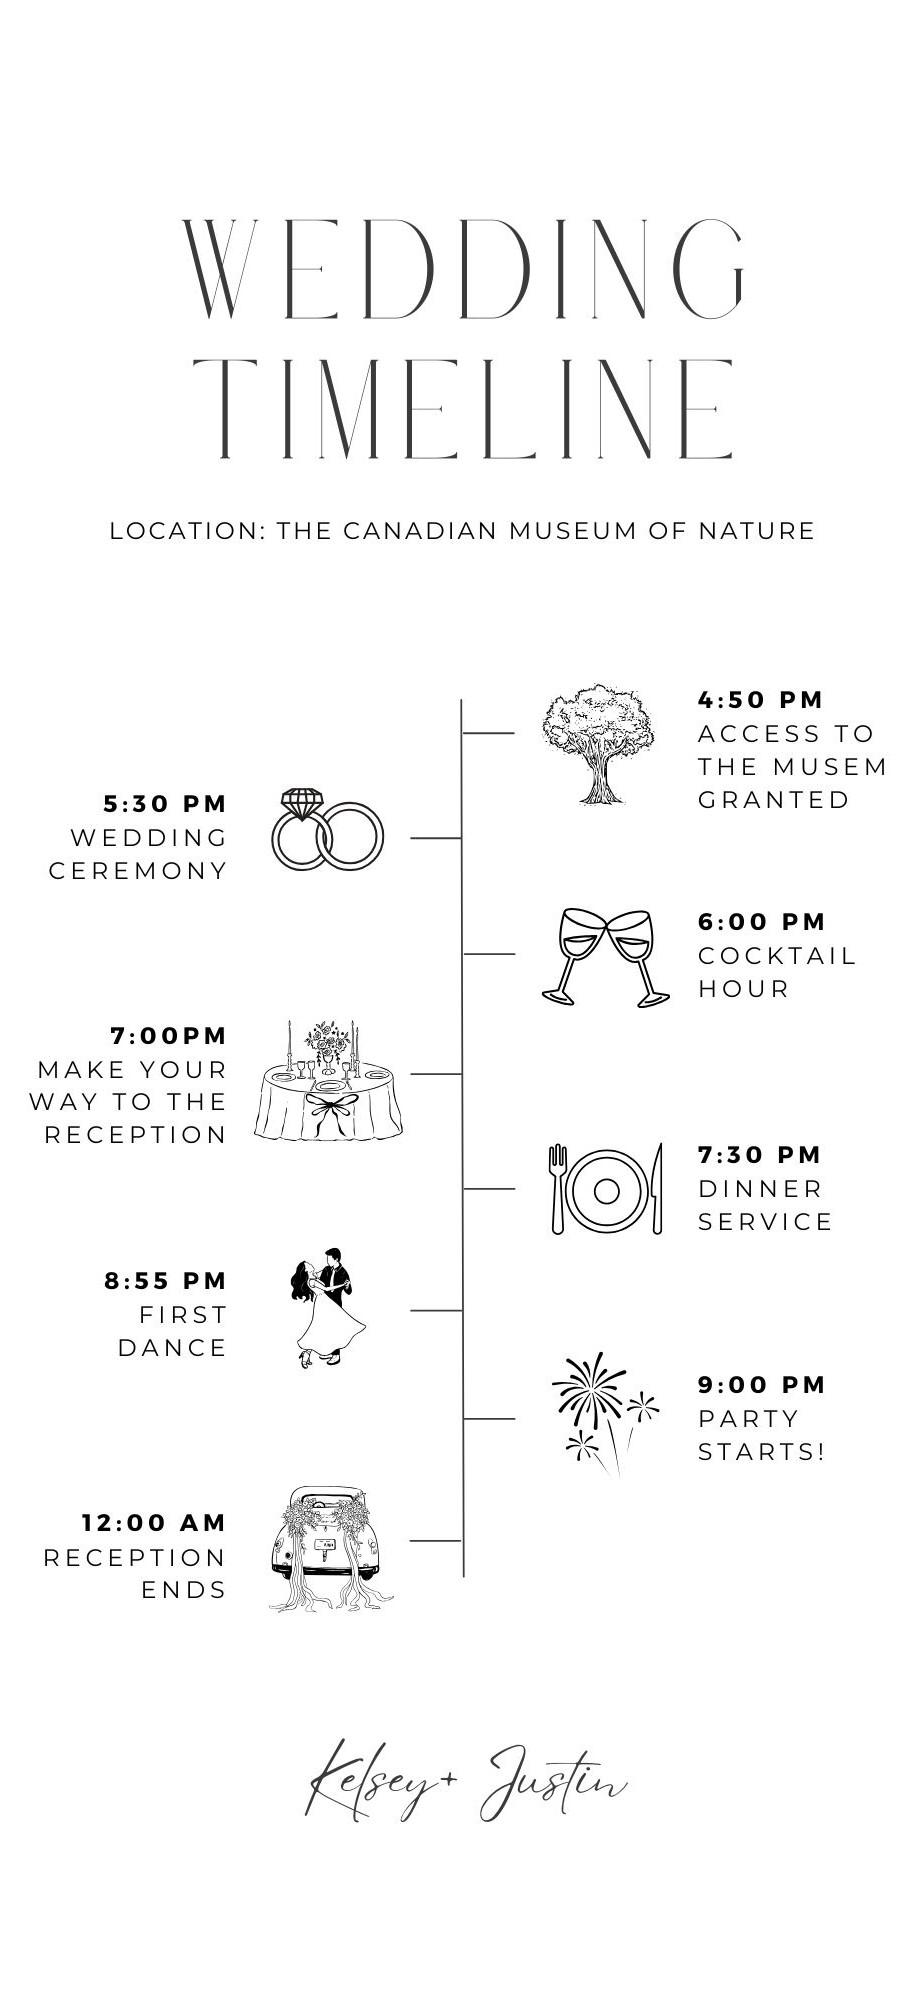 WEDDING
TIMELINE
LOCATION: THE CANADIAN MUSEUM OF NATURE
4:50 PM
ACCESS TO
THE MUSEM
GRANTED
5:30 PM
WEDDING
CEREMONY
6:00 PM
COCKTAIL
HOUR
7:00PM
MAKE YOUR
WAY TO THE
RECEPTION
7:30 PM
DINNER
SERVICE
8:55 PM
FIRST
DANCE
9:00 PM
PARTY
STARTS!
12:00 AM
RECEPTION
ENDS
Kelsey+ Justin